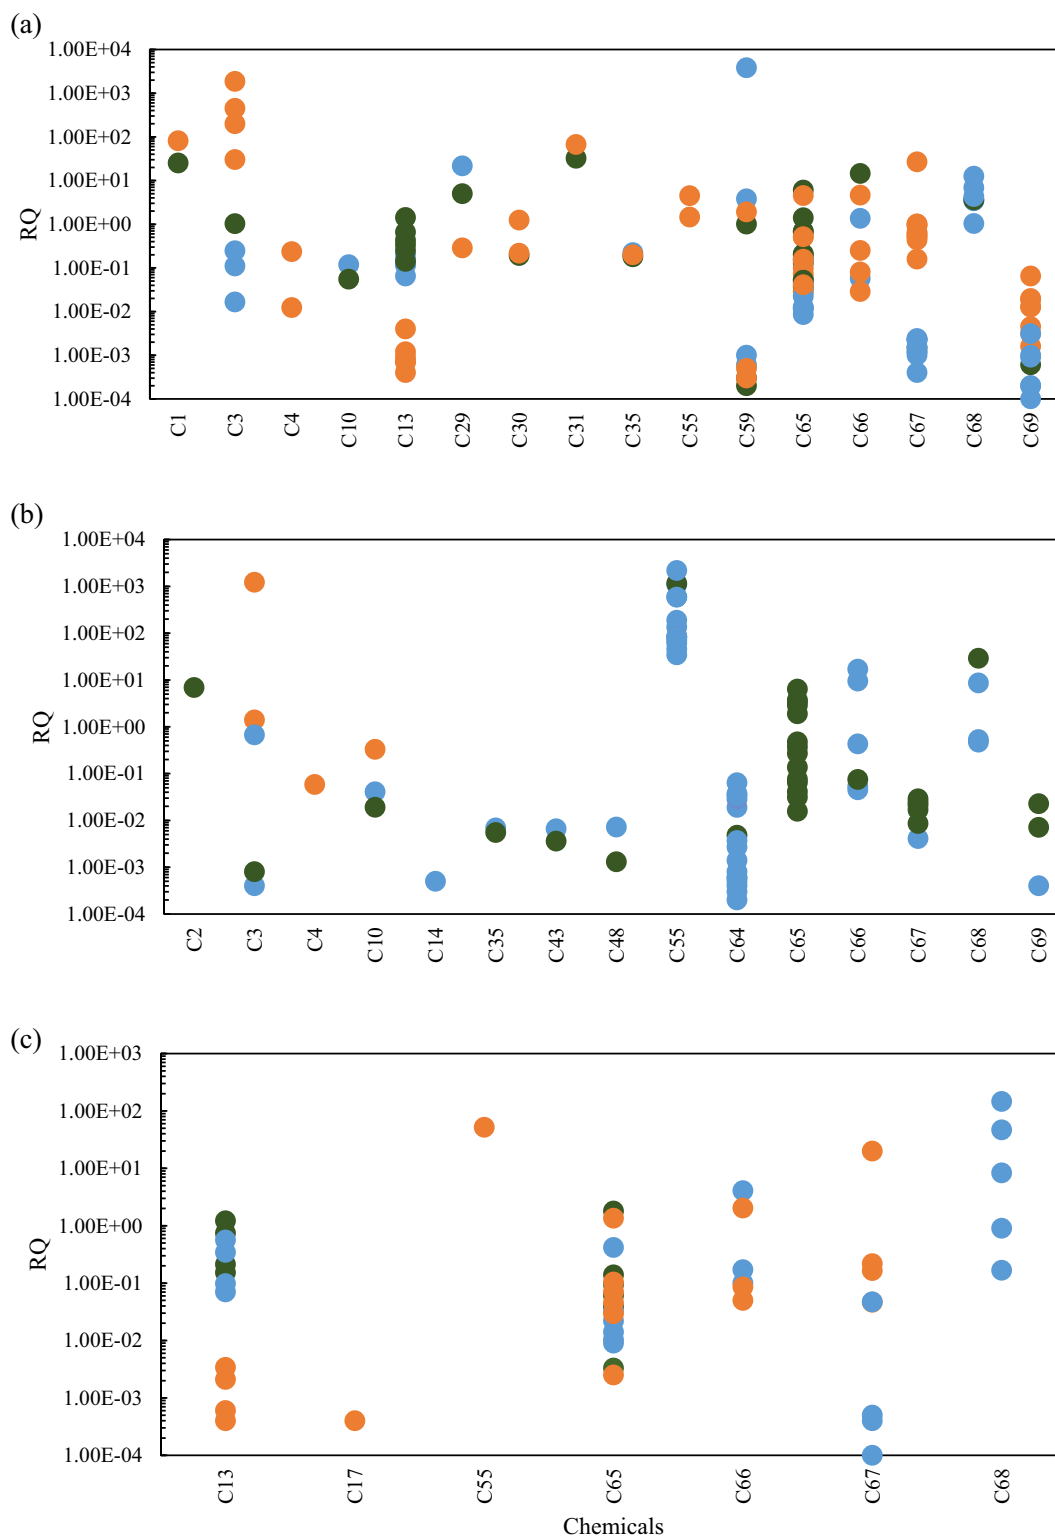 (a)
1.00E+04
1.00E+03
1.00E+02
1.00E+01
1.00E+00
1.00E-01
1.00E-02
1.00E-03
1.00E-04
RQ
C1 C3 C4 C10 C13 C29 C30 C31 C35 C55 C59 C65 C66 C67 C68 C69
(b)
1.00E+04
1.00E+03
1.00E+02
1.00E+01
1.00E+00
1.00E-01
1.00E-02
1.00E-03
1.00E-04
RQ
C2 C3 C4 C10 C14 C35 C43 C48 C55 C64 C65 C66 C67 C68 C69
(c)
1.00E+03
1.00E+02
1.00E+01
1.00E+00
1.00E-01
1.00E-02
1.00E-03
1.00E-04
RQ
C13 C17 C55 C65 C66 C67 C68
Chemicals